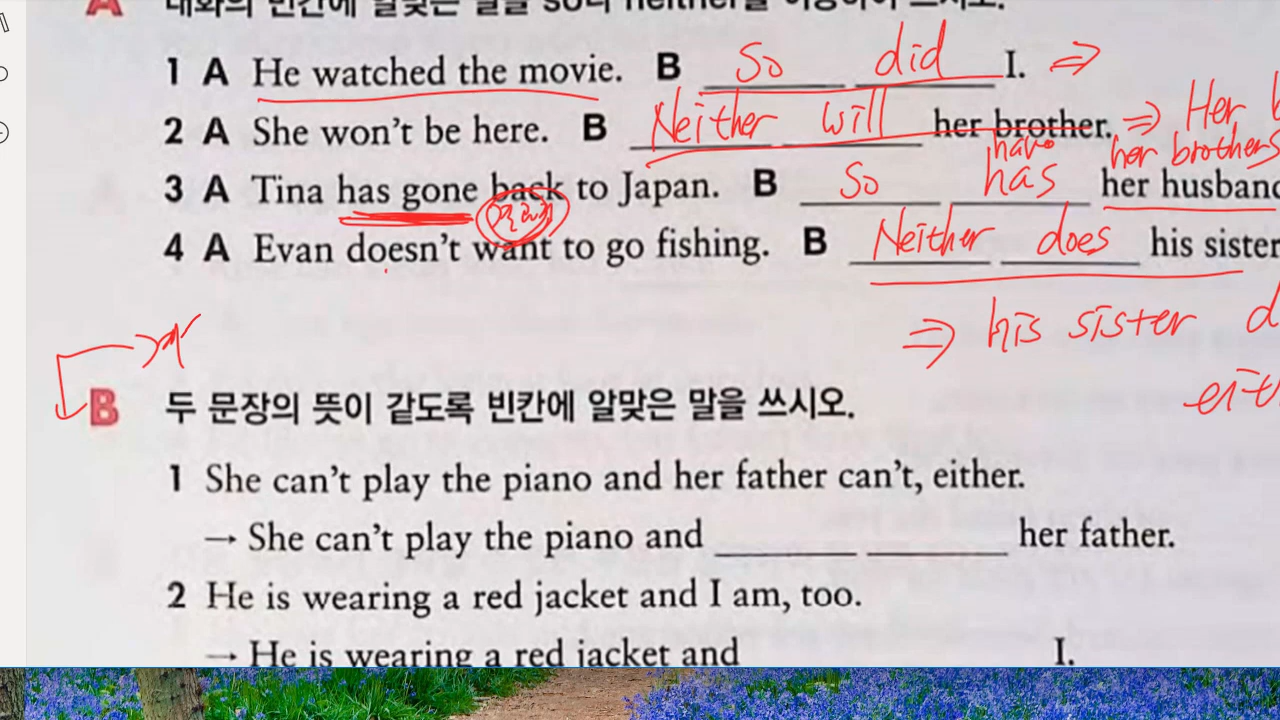 A 대화의 빈칸에 알맞은 말을 so나 neither를 이용하여 쓰시오.
1 A He watched the movie. B So did I. ⇒
2 A She won't be here. B Neither will her brother. ⇒ Her
have her brothers
3 A Tina has gone back to Japan. B So has her husband
4 A Evan doesn't want to go fishing. B Neither does his sister
⇒ his sister d
eith
B 두 문장의 뜻이 같도록 빈칸에 알맞은 말을 쓰시오.
1 She can't play the piano and her father can't, either.
→ She can't play the piano and ______ ______ her father.
2 He is wearing a red jacket and I am, too.
→ He is wearing a red jacket and I.